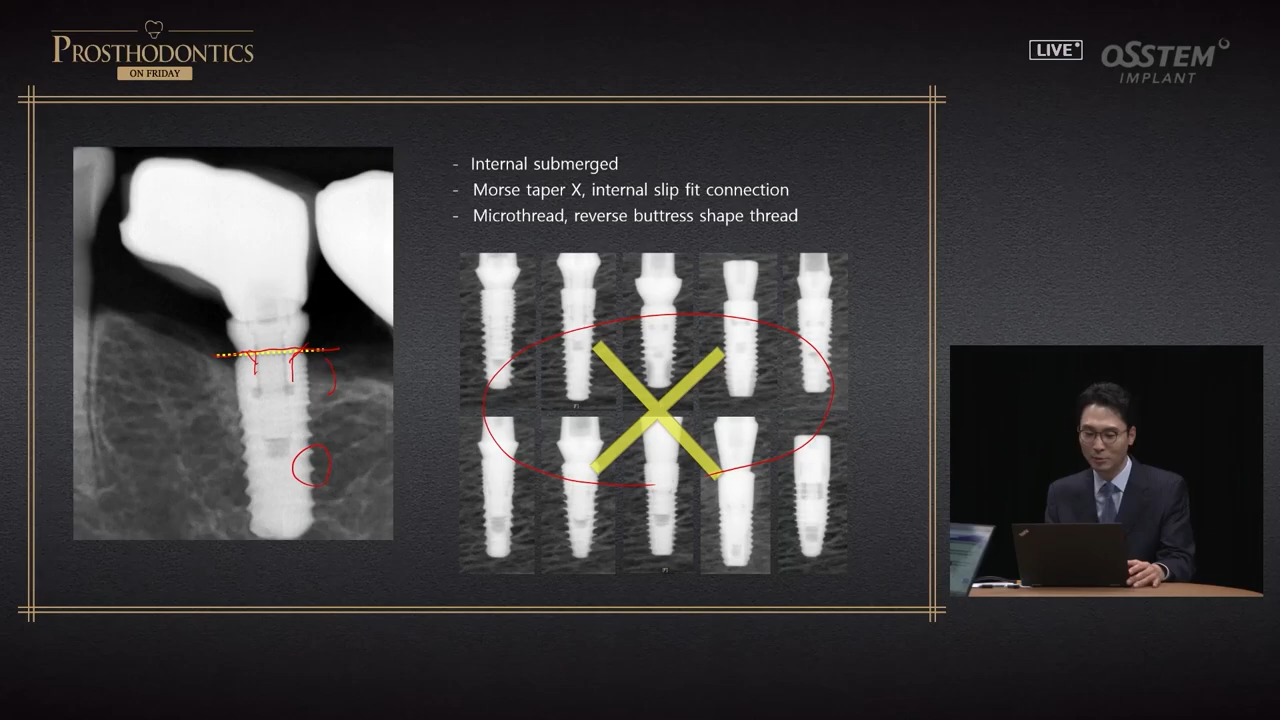 PROSTHODONTICS
ON FRIDAY
LIVE
OSSTEM
IMPLANT
- Internal submerged
- Morse taper X, internal slip fit connection
- Microthread, reverse buttress shape thread